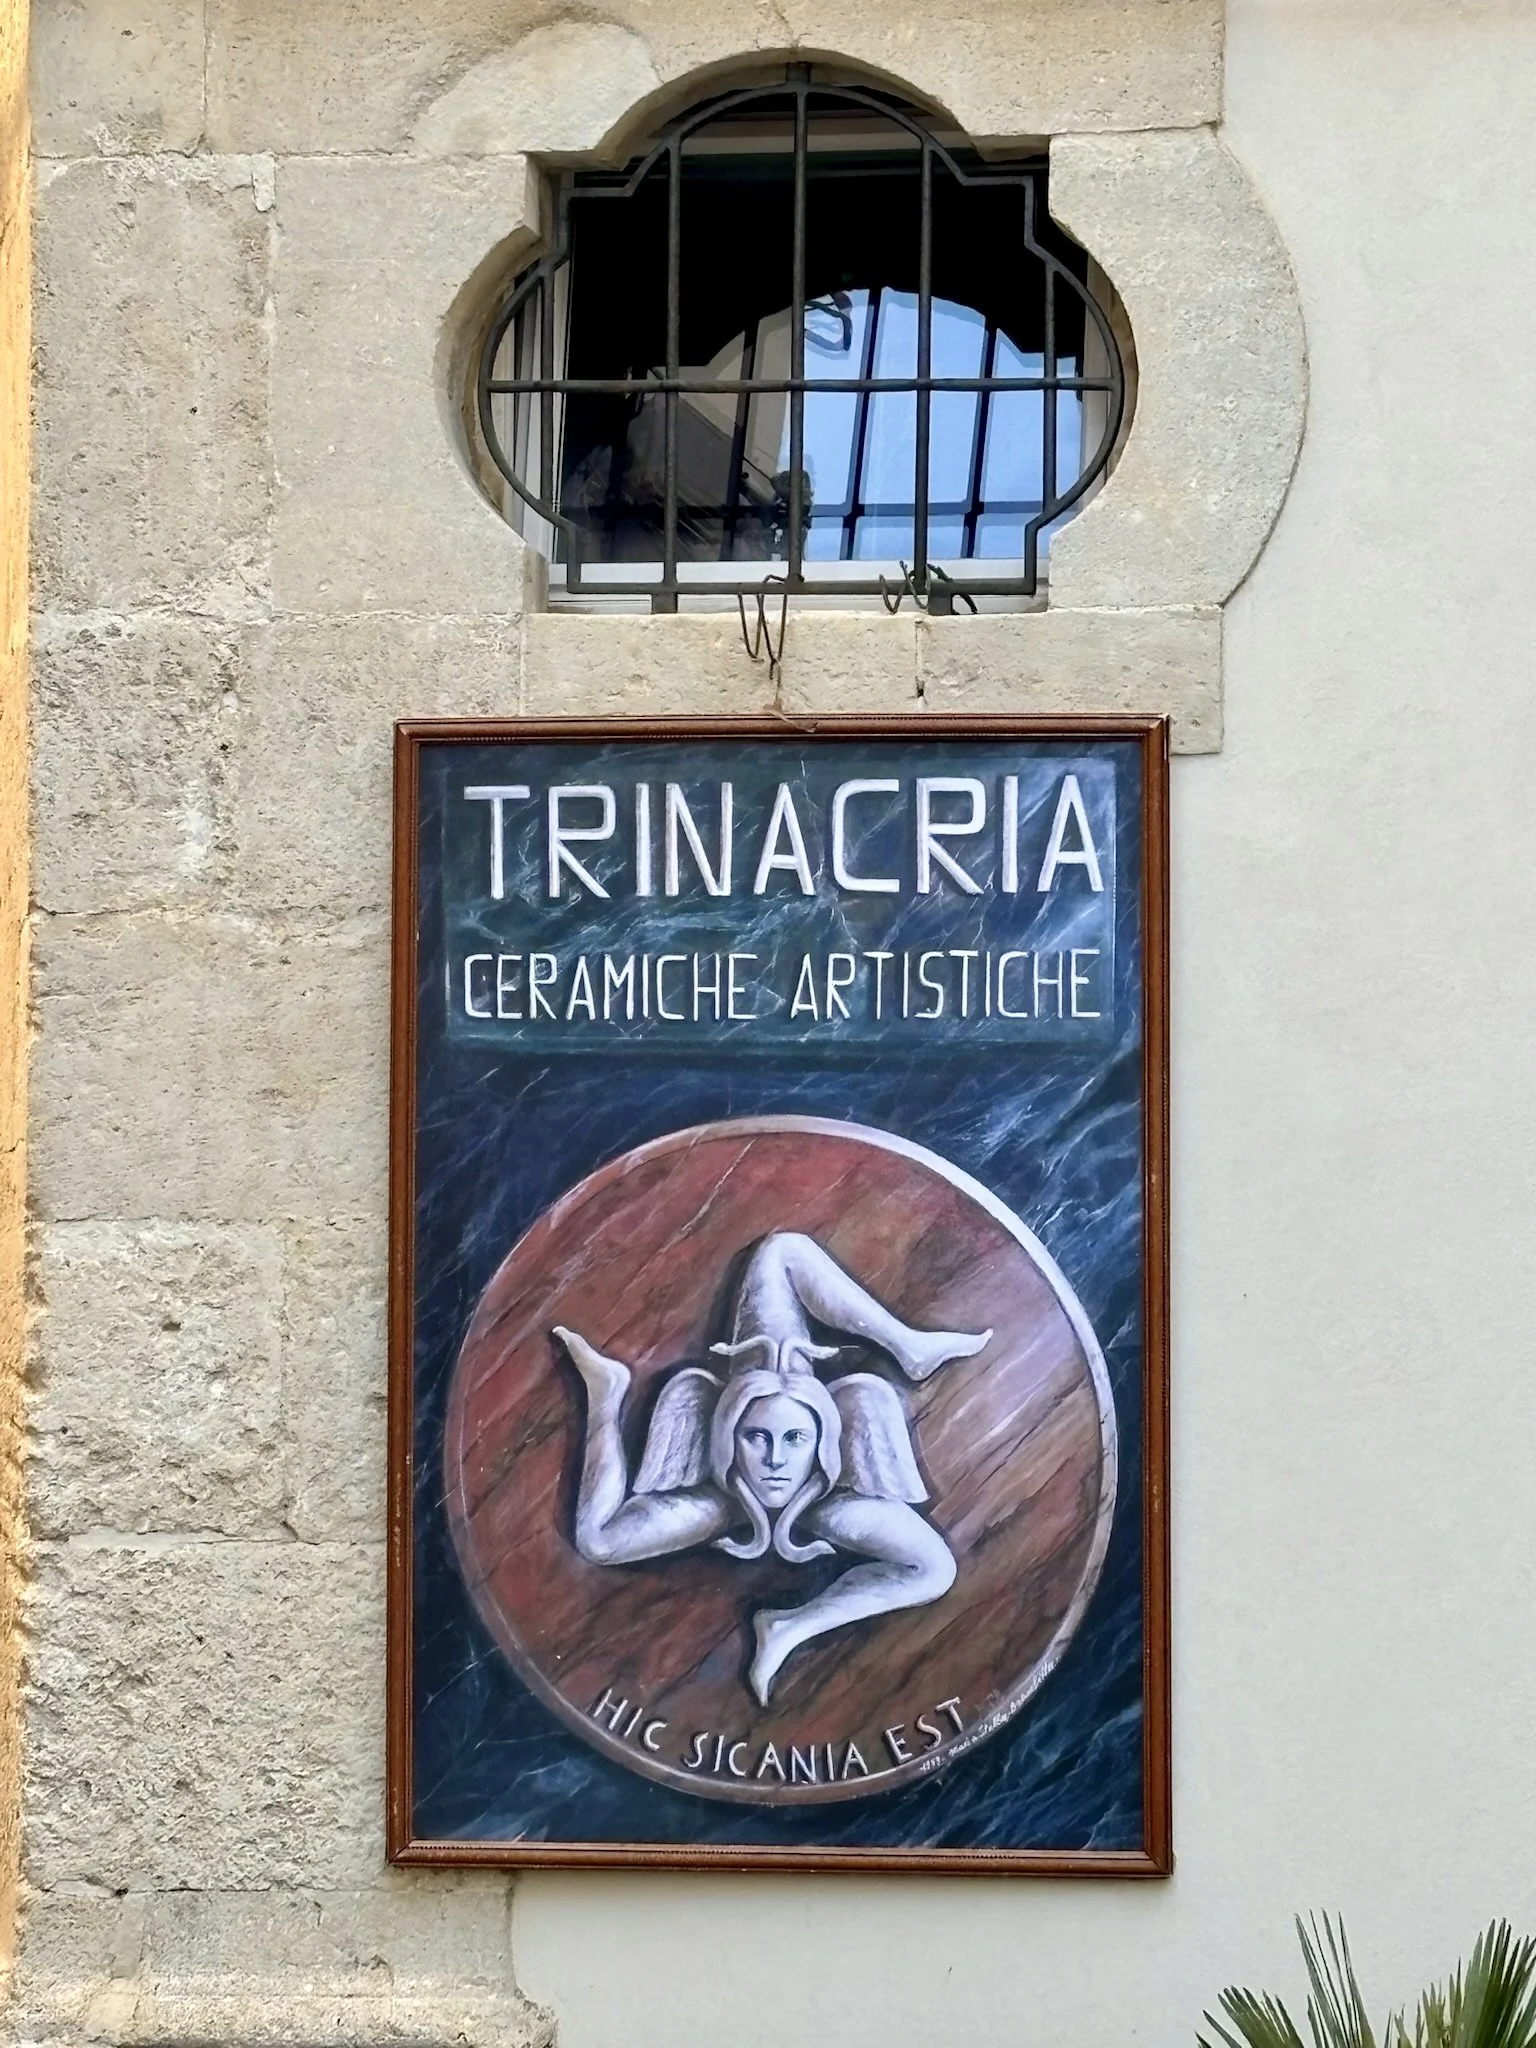 TRINACRIA
CERAMICHE ARTISTICHE
HIC SICANIA EST